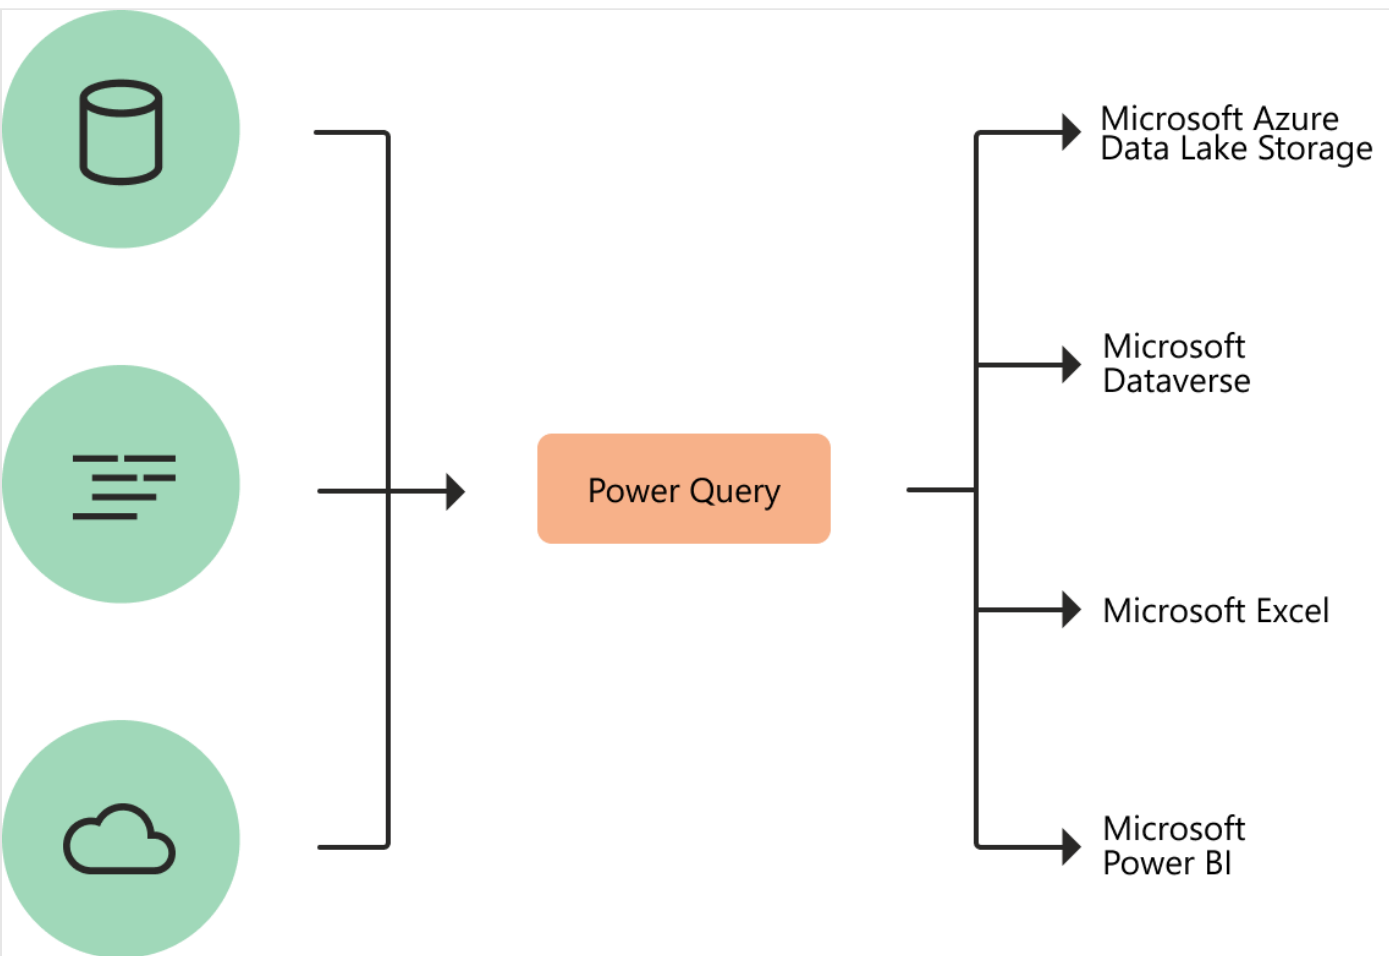 Microsoft Azure
Data Lake Storage
Microsoft
Dataverse
Power Query
Microsoft Excel
Microsoft
Power BI